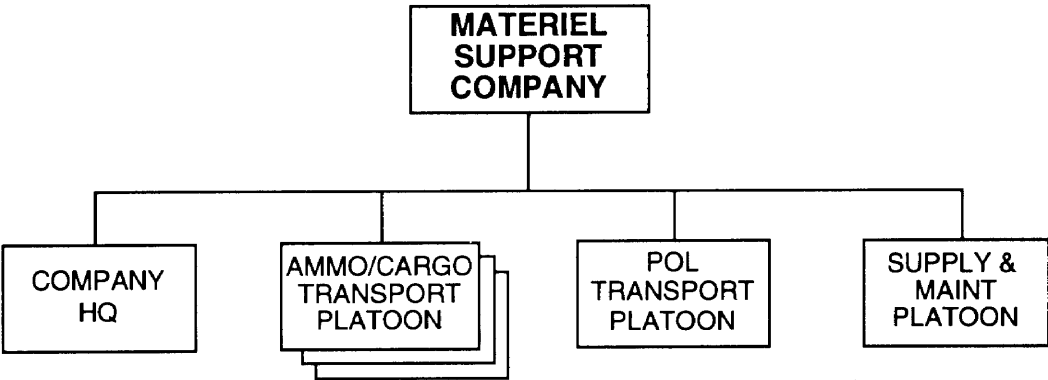 MATERIEL
SUPPORT
COMPANY
COMPANY
HQ
AMMO/CARGO
TRANSPORT
PLATOON
POL
TRANSPORT
PLATOON
SUPPLY &
MAINT
PLATOON